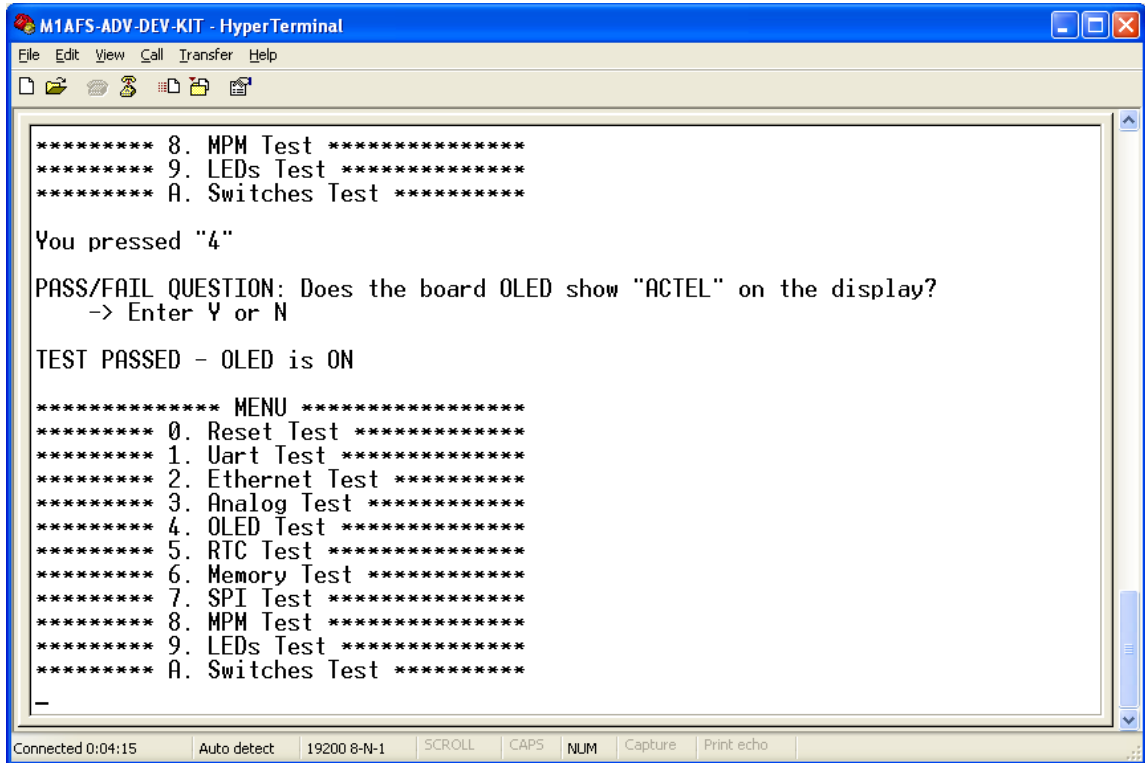 M1AFS-ADV-DEV-KIT - HyperTerminal
File Edit View Call Transfer Help
********* 8. MPM Test ***************
********* 9. LEDs Test **************
********* A. Switches Test **********
You pressed "4"
PASS/FAIL QUESTION: Does the board OLED show "ACTEL" on the display?
-> Enter Y or N
TEST PASSED - OLED is ON
************** MENU *****************
********* 0. Reset Test *************
********* 1. Uart Test **************
********* 2. Ethernet Test **********
********* 3. Analog Test ************
********* 4. OLED Test **************
********* 5. RTC Test ***************
********* 6. Memory Test ************
********* 7. SPI Test ***************
********* 8. MPM Test ***************
********* 9. LEDs Test **************
********* A. Switches Test **********
_
Connected 0:04:15 Auto detect 19200 8-N-1 SCROLL CAPS NUM Capture Print echo